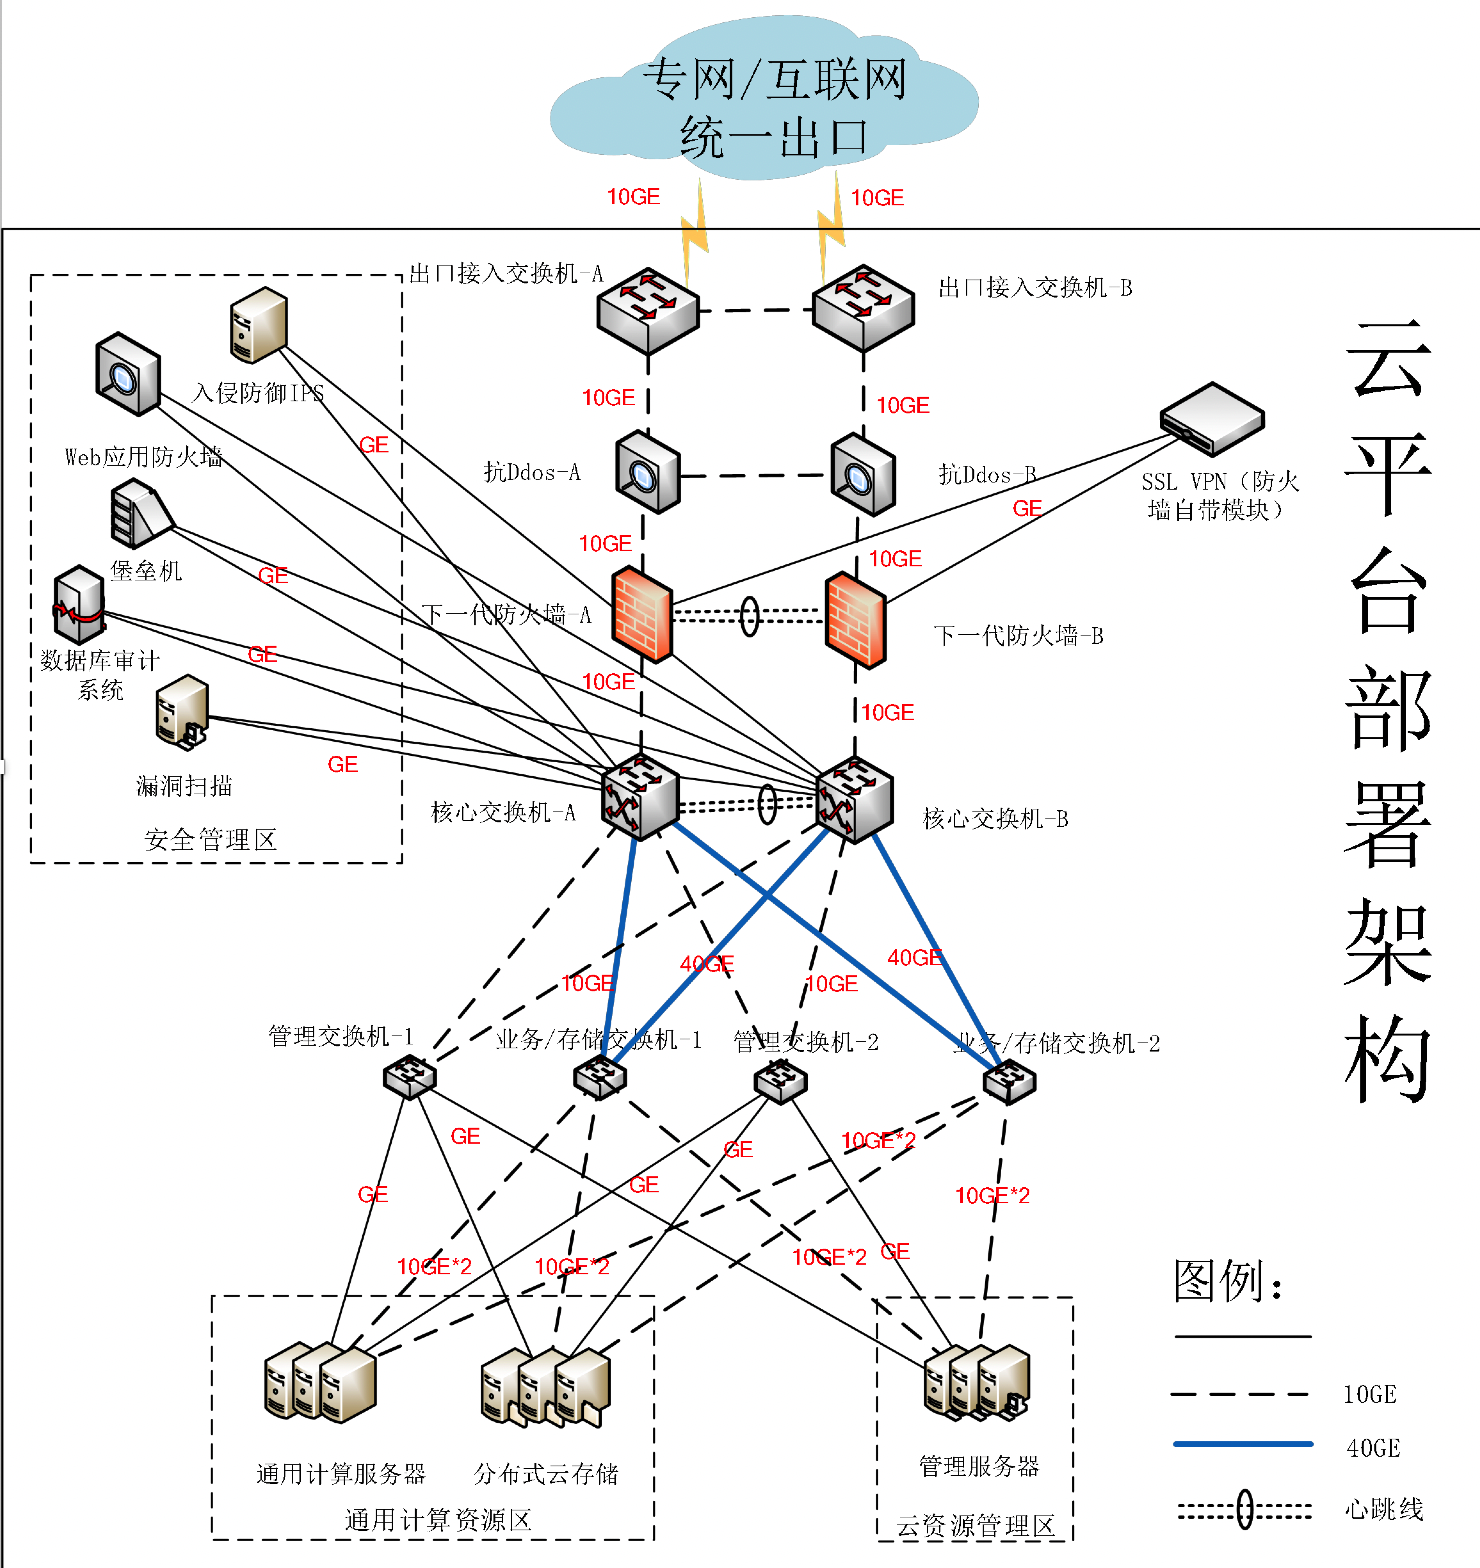 专网/互联网
统一出口
10GE
10GE
出口接入交换机-A
出口接入交换机-B
云平台部署架构
入侵防御IPS
10GE
10GE
Web应用防火墙
GE
抗Ddos-A
抗Ddos-B
SSL VPN（防火
墙自带模块）
GE
10GE
10GE
堡垒机
GE
下一代防火墙-A
下一代防火墙-B
数据库审计
系统
GE
10GE
10GE
漏洞扫描
GE
核心交换机-A
核心交换机-B
安全管理区
10GE
40GE
10GE
40GE
管理交换机-1
业务/存储交换机-1
管理交换机-2
业务/存储交换机-2
GE
GE
10GE*2
GE
GE
10GE*2
10GE*2
10GE*2
10GE*2
GE
图例：
10GE
40GE
心跳线
通用计算服务器
分布式云存储
管理服务器
通用计算资源区
云资源管理区